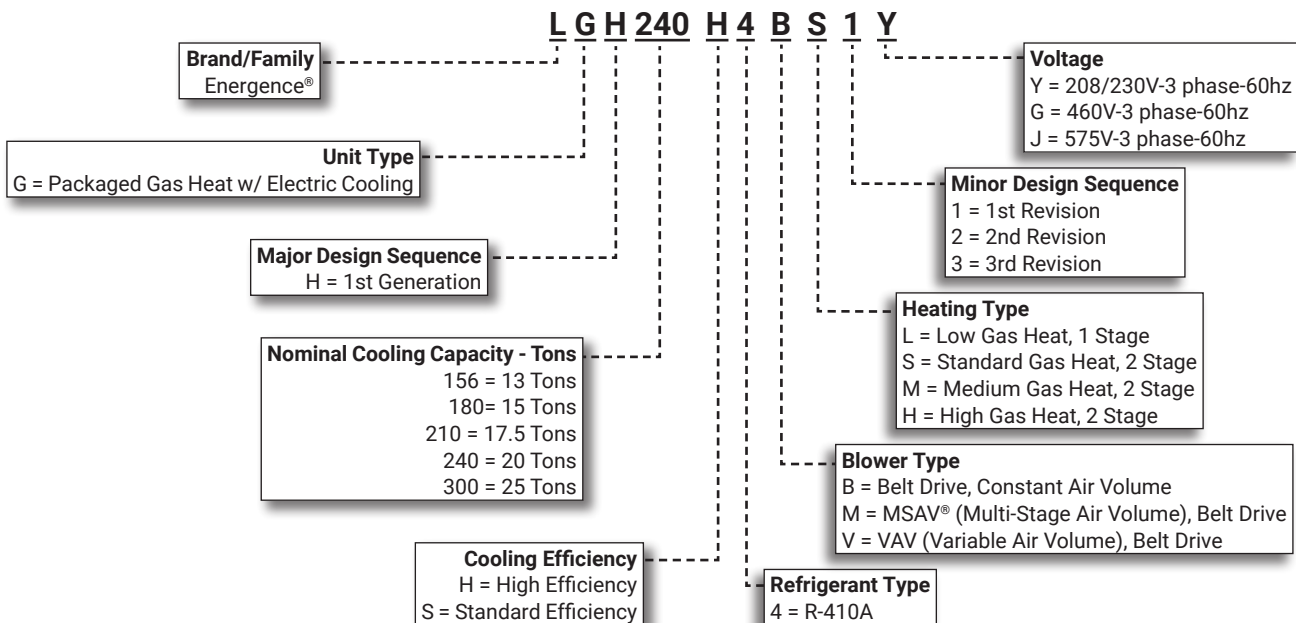 L G H 240 H 4 B S 1 Y
Brand/Family
Energence®
Unit Type
G = Packaged Gas Heat w/ Electric Cooling
Major Design Sequence
H = 1st Generation
Nominal Cooling Capacity - Tons
156 = 13 Tons
180= 15 Tons
210 = 17.5 Tons
240 = 20 Tons
300 = 25 Tons
Cooling Efficiency
H = High Efficiency
S = Standard Efficiency
Voltage
Y = 208/230V-3 phase-60hz
G = 460V-3 phase-60hz
J = 575V-3 phase-60hz
Minor Design Sequence
1 = 1st Revision
2 = 2nd Revision
3 = 3rd Revision
Heating Type
L = Low Gas Heat, 1 Stage
S = Standard Gas Heat, 2 Stage
M = Medium Gas Heat, 2 Stage
H = High Gas Heat, 2 Stage
Blower Type
B = Belt Drive, Constant Air Volume
M = MSAV® (Multi-Stage Air Volume), Belt Drive
V = VAV (Variable Air Volume), Belt Drive
Refrigerant Type
4 = R-410A